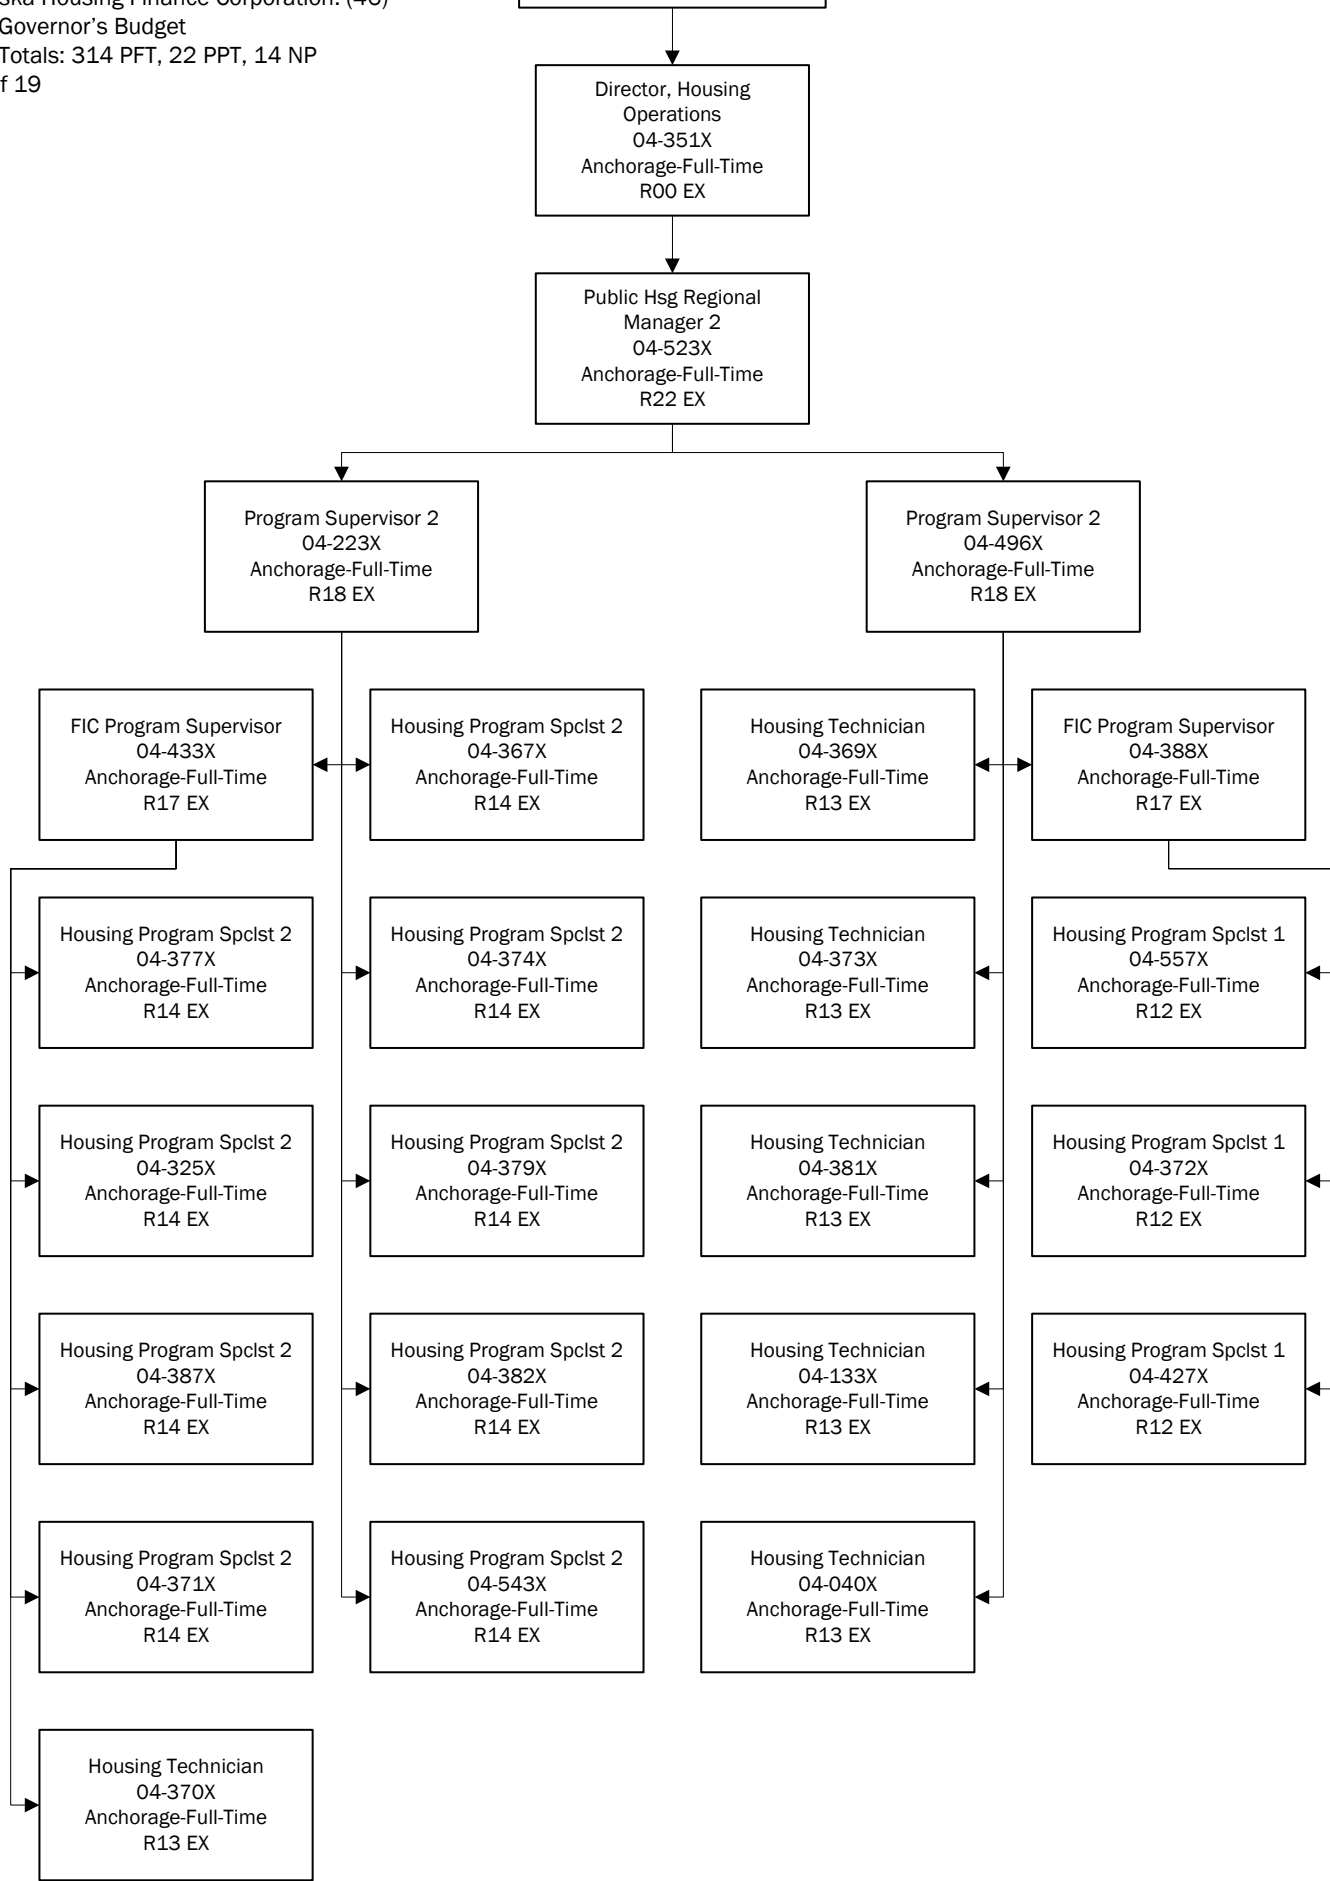 Governor's Budget
Totals: 314 PFT, 22 PPT, 14 NP
19
Director, Housing
Operations
04-351X
Anchorage-Full-Time
R00 EX
Public Hsg Regional
Manager 2
04-523X
Anchorage-Full-Time
R22 EX
Program Supervisor 2
04-223X
Anchorage-Full-Time
R18 EX
Program Supervisor 2
04-496X
Anchorage-Full-Time
R18 EX
FIC Program Supervisor
04-433X
Anchorage-Full-Time
R17 EX
Housing Program Spclst 2
04-367X
Anchorage-Full-Time
R14 EX
Housing Technician
04-369X
Anchorage-Full-Time
R13 EX
FIC Program Supervisor
04-388X
Anchorage-Full-Time
R17 EX
Housing Program Spclst 2
04-377X
Anchorage-Full-Time
R14 EX
Housing Program Spclst 2
04-374X
Anchorage-Full-Time
R14 EX
Housing Technician
04-373X
Anchorage-Full-Time
R13 EX
Housing Program Spclst 1
04-557X
Anchorage-Full-Time
R12 EX
Housing Program Spclst 2
04-325X
Anchorage-Full-Time
R14 EX
Housing Program Spclst 2
04-379X
Anchorage-Full-Time
R14 EX
Housing Technician
04-381X
Anchorage-Full-Time
R13 EX
Housing Program Spclst 1
04-372X
Anchorage-Full-Time
R12 EX
Housing Program Spclst 2
04-387X
Anchorage-Full-Time
R14 EX
Housing Program Spclst 2
04-382X
Anchorage-Full-Time
R14 EX
Housing Technician
04-133X
Anchorage-Full-Time
R13 EX
Housing Program Spclst 1
04-427X
Anchorage-Full-Time
R12 EX
Housing Program Spclst 2
04-371X
Anchorage-Full-Time
R14 EX
Housing Program Spclst 2
04-543X
Anchorage-Full-Time
R14 EX
Housing Technician
04-040X
Anchorage-Full-Time
R13 EX
Housing Technician
04-370X
Anchorage-Full-Time
R13 EX